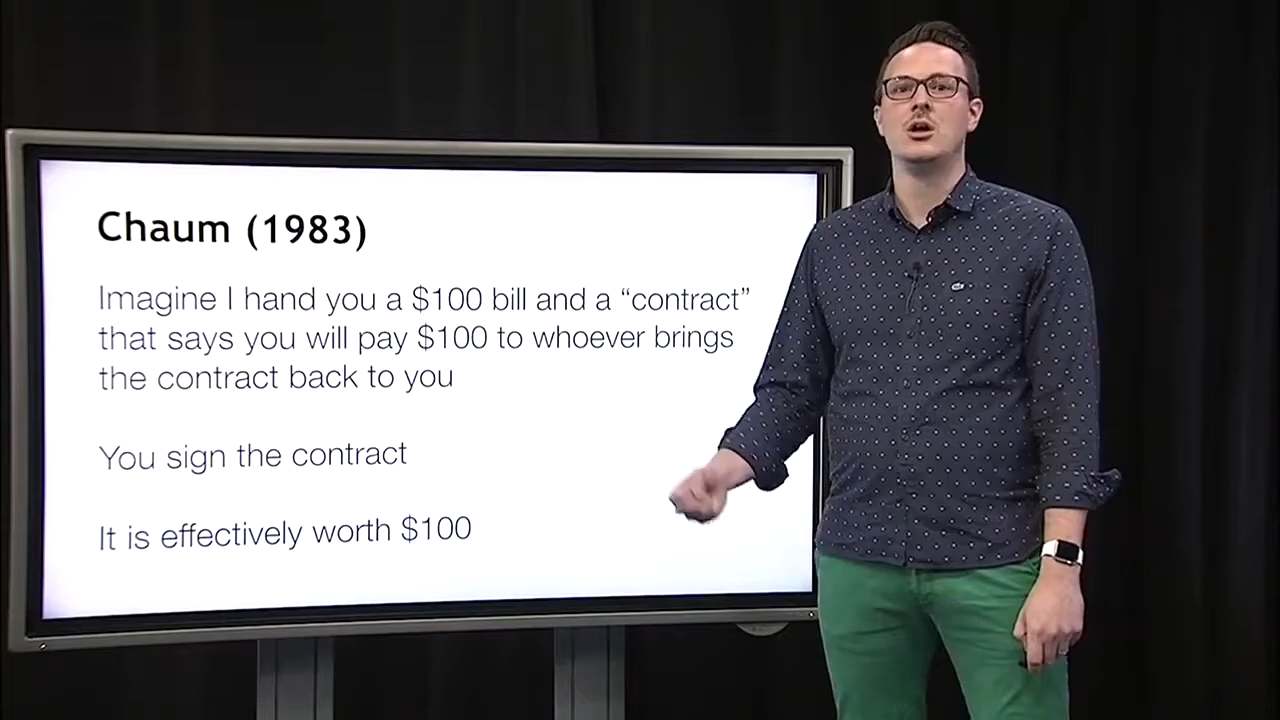 Chaum (1983)
Imagine I hand you a $100 bill and a “contract”
that says you will pay $100 to whoever brings
the contract back to you
You sign the contract
It is effectively worth $100